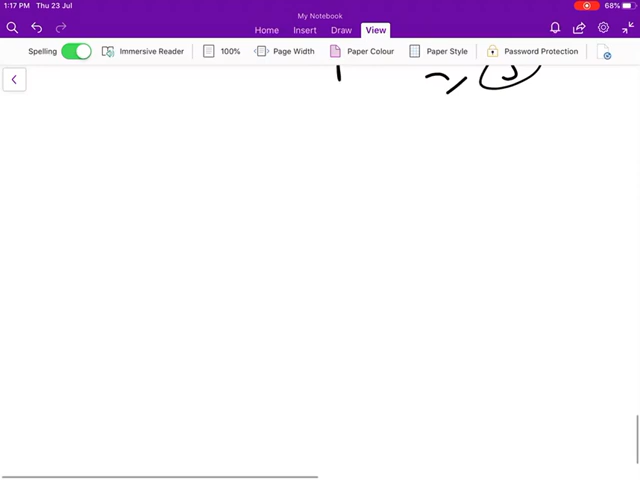 1:17 PM Thu 23 Jul 68%
My Notebook
Home Insert Draw View
Spelling Immersive Reader 100% Page Width Paper Colour Paper Style Password Protection